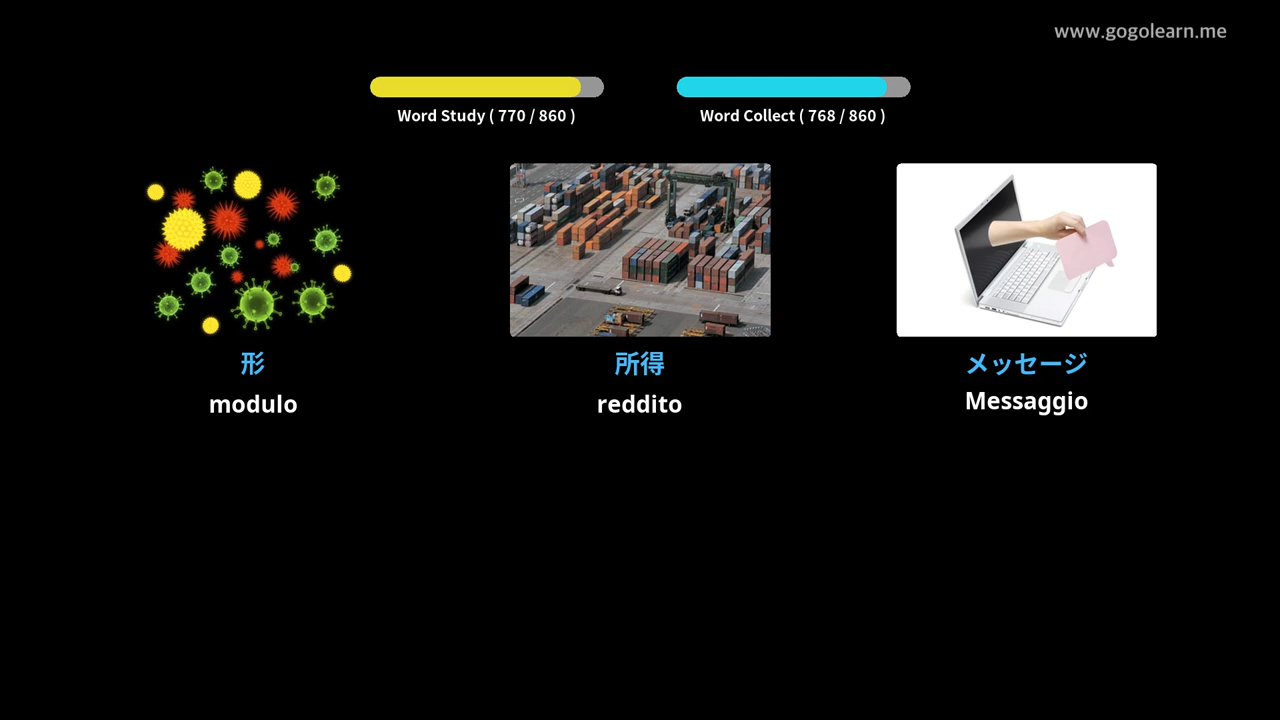 www.gogolearn.me
Word Study ( 770 / 860 )
Word Collect ( 768 / 860 )
形
所得
メッセージ
modulo
reddito
Messaggio